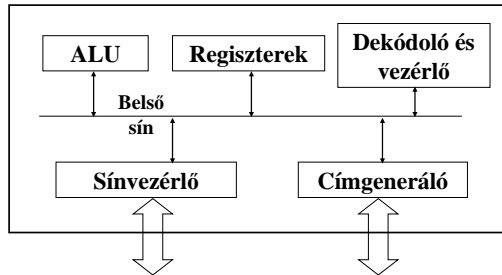 ALU
Regiszterek
Dekódoló és
vezérlő
Belső
sín
Sínvezérlő
Címgeneráló